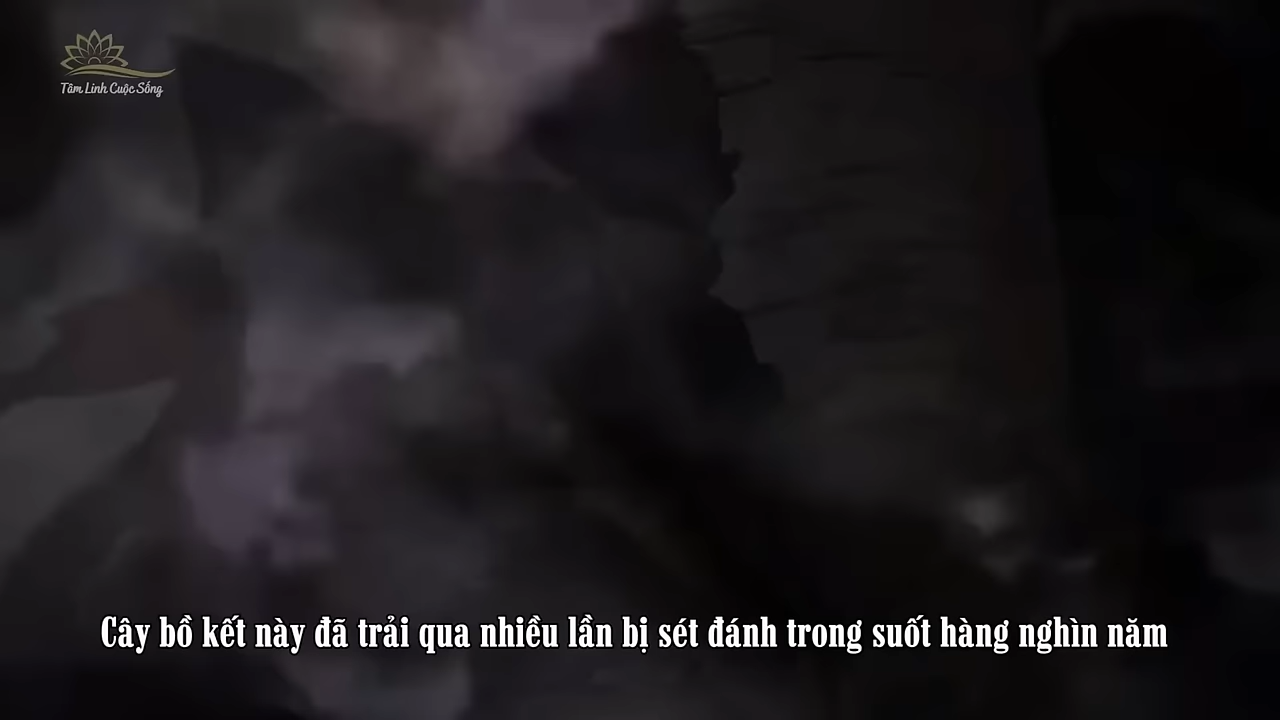 Tâm Linh Cuộc Sống
Cây bồ kết này đã trải qua nhiều lần bị sét đánh trong suốt hàng nghìn năm